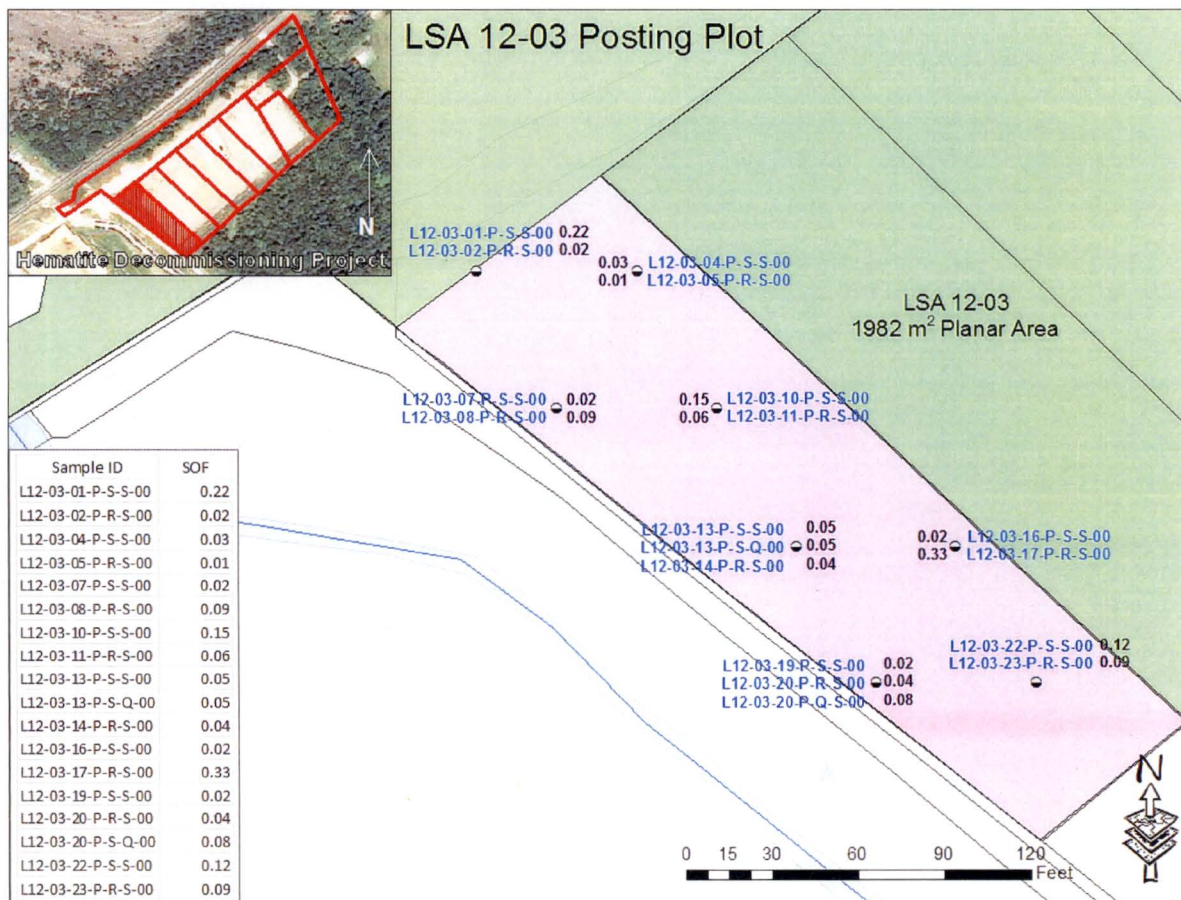 LSA 12-03 Posting Plot
N
Hematite Decommissioning Project
L12-03-01-P-S-S-00 0.22
L12-03-02-P-R-S-00 0.02
0.03 L12-03-04-P-S-S-00
0.01 L12-03-05-P-R-S-00
LSA 12-03
1982 m² Planar Area
L12-03-07-P-S-S-00 0.02
L12-03-08-P-R-S-00 0.09
0.15 L12-03-10-P-S-S-00
0.06 L12-03-11-P-R-S-00
L12-03-13-P-S-S-00 0.05
L12-03-13-P-S-Q-00 0.05
L12-03-14-P-R-S-00 0.04
0.02 L12-03-16-P-S-S-00
0.33 L12-03-17-P-R-S-00
L12-03-19-P-S-S-00 0.02
L12-03-20-P-R-S-00 0.04
L12-03-20-P-Q-S-00 0.08
L12-03-22-P-S-S-00 0.12
L12-03-23-P-R-S-00 0.09
Sample ID SOF
L12-03-01-P-S-S-00 0.22
L12-03-02-P-R-S-00 0.02
L12-03-04-P-S-S-00 0.03
L12-03-05-P-R-S-00 0.01
L12-03-07-P-S-S-00 0.02
L12-03-08-P-R-S-00 0.09
L12-03-10-P-S-S-00 0.15
L12-03-11-P-R-S-00 0.06
L12-03-13-P-S-S-00 0.05
L12-03-13-P-S-Q-00 0.05
L12-03-14-P-R-S-00 0.04
L12-03-16-P-S-S-00 0.02
L12-03-17-P-R-S-00 0.33
L12-03-19-P-S-S-00 0.02
L12-03-20-P-R-S-00 0.04
L12-03-20-P-S-Q-00 0.08
L12-03-22-P-S-S-00 0.12
L12-03-23-P-R-S-00 0.09
N
0 15 30 60 90 120
Feet